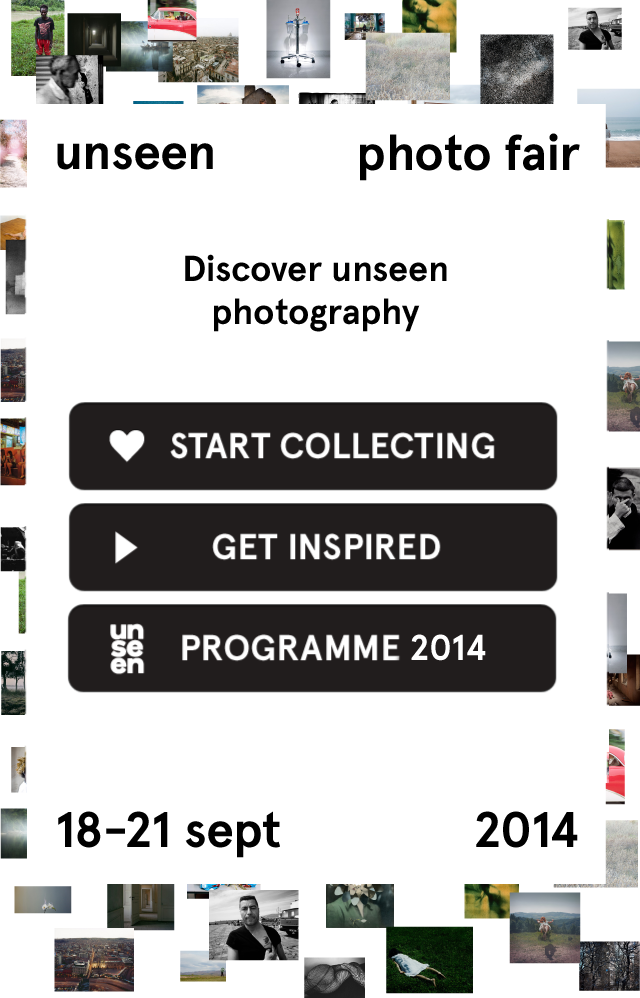 unseen photo fair
Discover unseen
photography
START COLLECTING
GET INSPIRED
un
se
en
PROGRAMME 2014
18–21 sept 2014